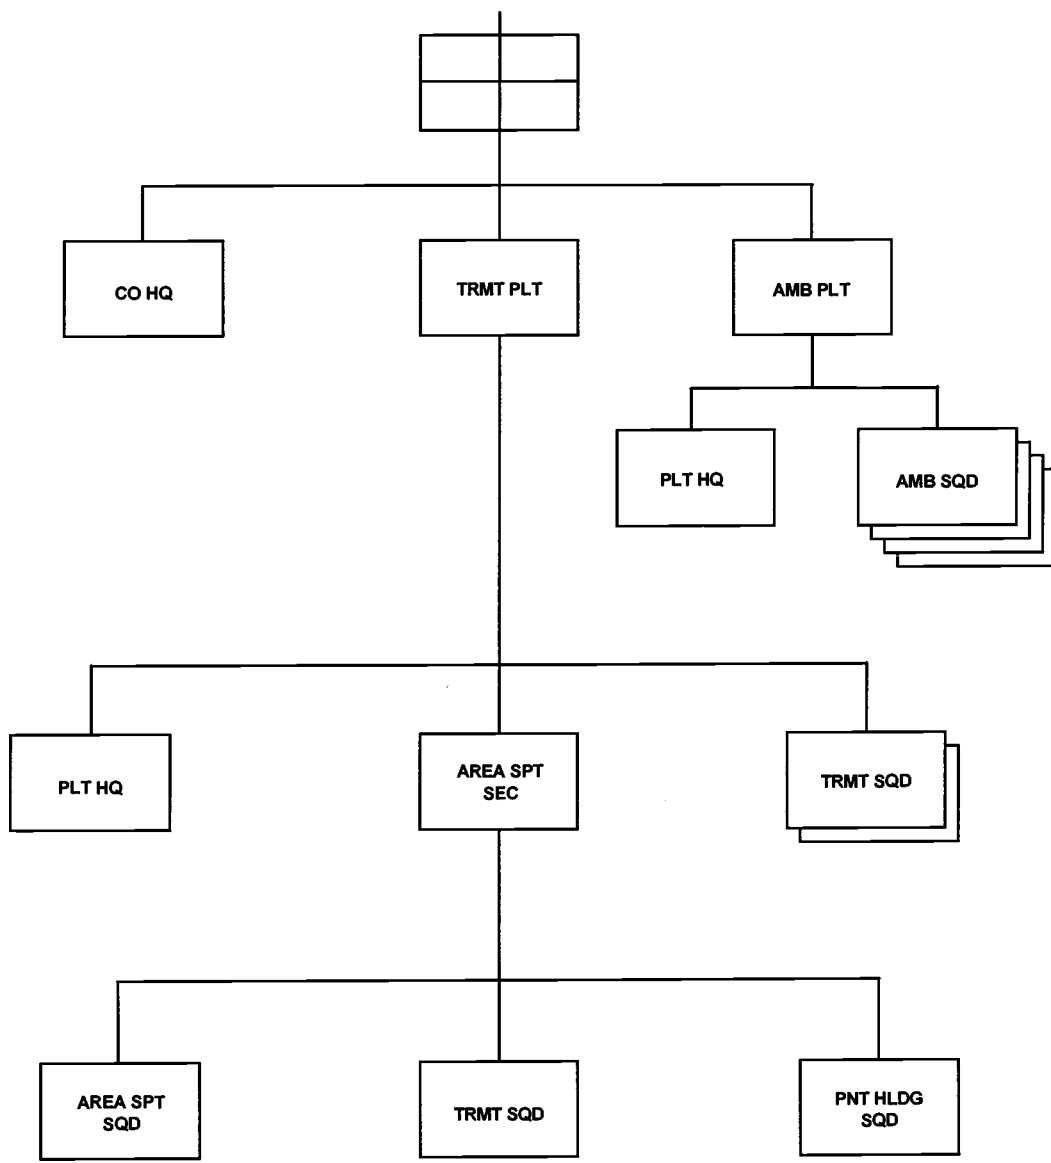 CO HQ
TRMT PLT
AMB PLT
PLT HQ
AMB SQD
PLT HQ
AREA SPT
SEC
TRMT SQD
AREA SPT
SQD
TRMT SQD
PNT HLDG
SQD